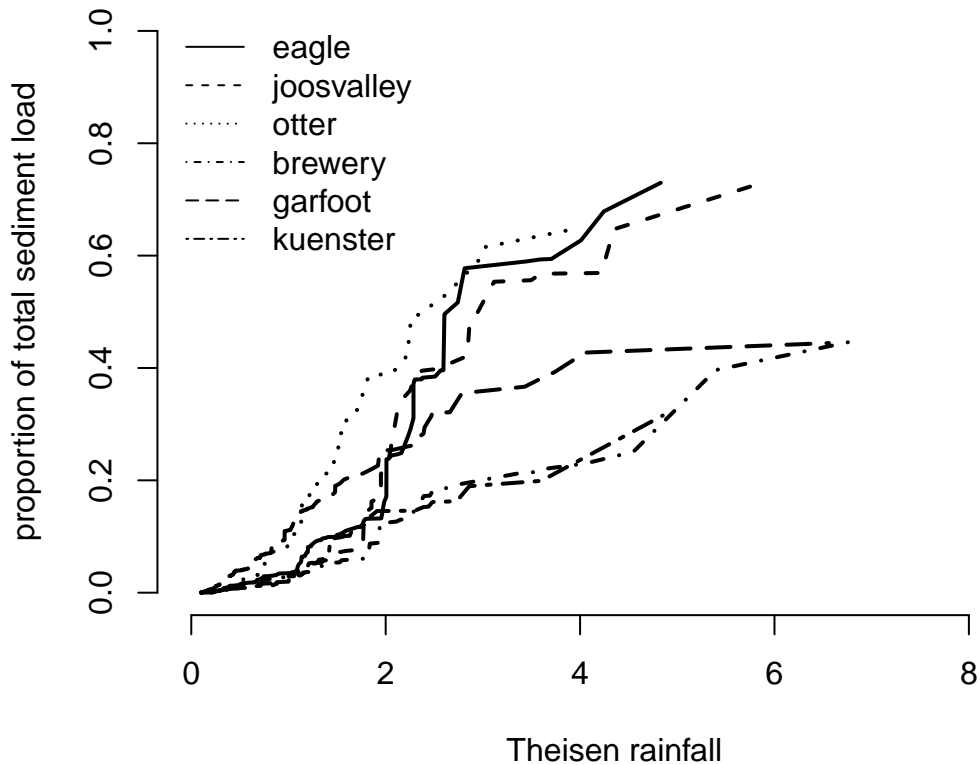 proportion of total sediment load
1.0
0.8
0.6
0.4
0.2
0.0
eagle
joosvalley
otter
brewery
garfoot
kuenster
0 2 4 6 8
Theisen rainfall